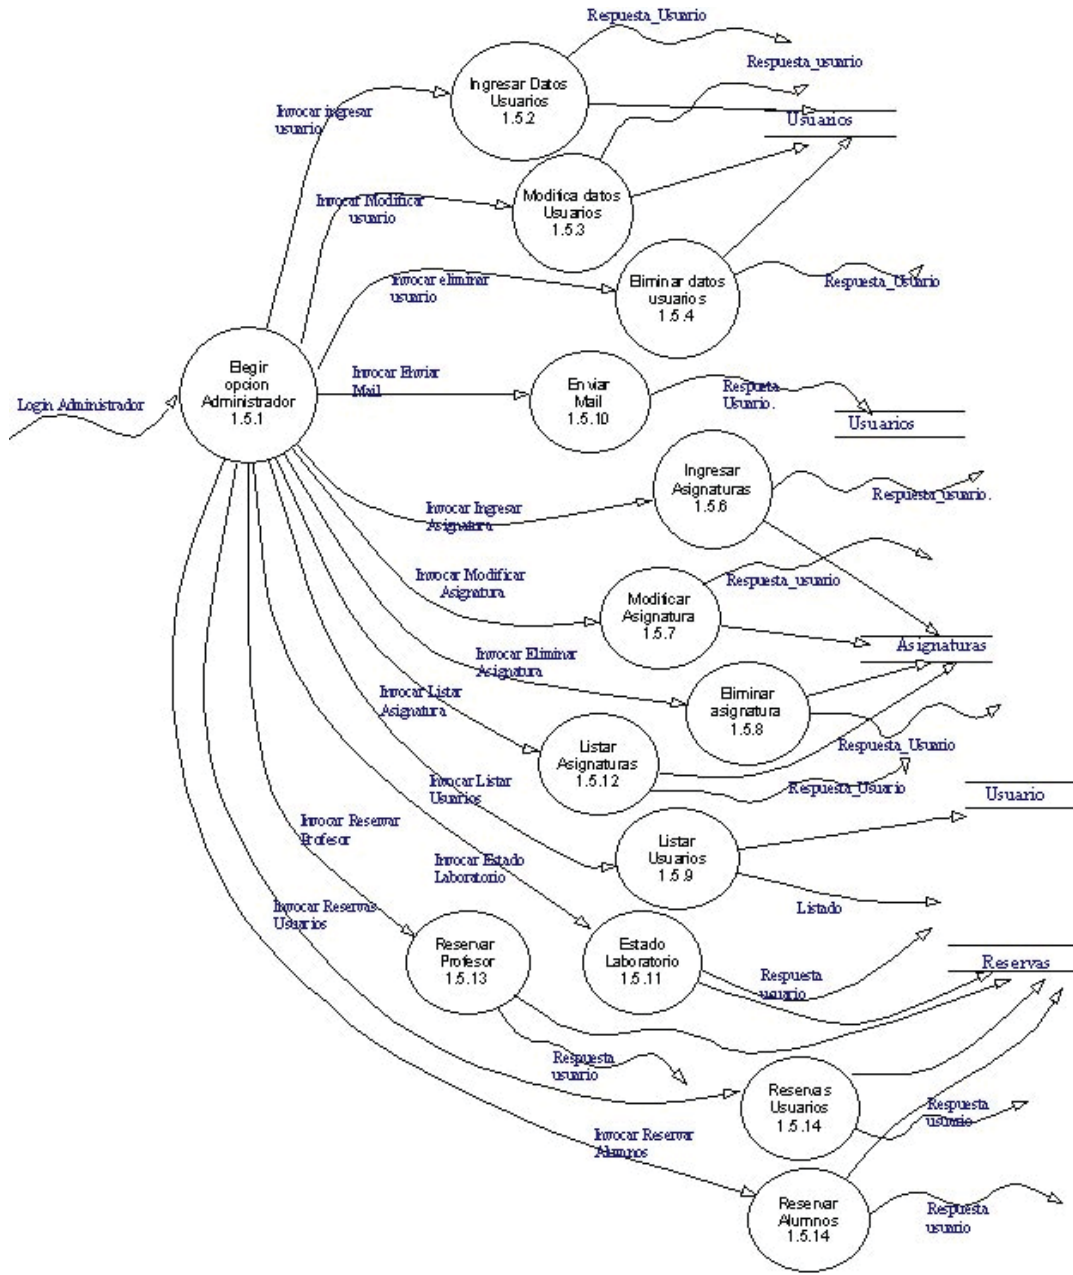 Respuesta_Usuario
Ingresar Datos
Usuarios
1.5.2
Respuesta_usuario
Invocar ingresar
usuario
Usuarios
Modifica datos
Usuarios
1.5.3
Invocar Modificar
usuario
Eliminar datos
usuarios
1.5.4
Invocar eliminar
usuario
Respuesta_Usuario
Elegir
opcion
Administrador
1.5.1
Login Administrador
Invocar Enviar
Mail
Enviar
Mail
1.5.10
Respuesta
Usuario.
Usuarios
Ingresar
Asignaturas
1.5.6
Respuesta_usuario.
Invocar Ingresar
Asignatura
Invocar Modificar
Asignatura
Modificar
Asignatura
1.5.7
Respuesta_usuario
Asignaturas
Invocar Eliminar
Asignatura
Eliminar
asignatura
1.5.8
Respuesta_Usuario
Invocar Listar
Asignatura
Listar
Asignaturas
1.5.12
Respuesta_Usuario
Usuario
Invocar Listar
Usuarios
Listar
Usuarios
1.5.9
Listado
Invocar Reservar
Profesor
Invocar Estado
Laboratorio
Invocar Reservas
Usuarios
Reservar
Profesor
1.5.13
Estado
Laboratorio
1.5.11
Respuesta
usuario
Reservas
Respuesta
usuario
Reservas
Usuarios
1.5.14
Respuesta
usuario
Invocar Reservar
Alumnos
Reservar
Alumnos
1.5.14
Respuesta
usuario